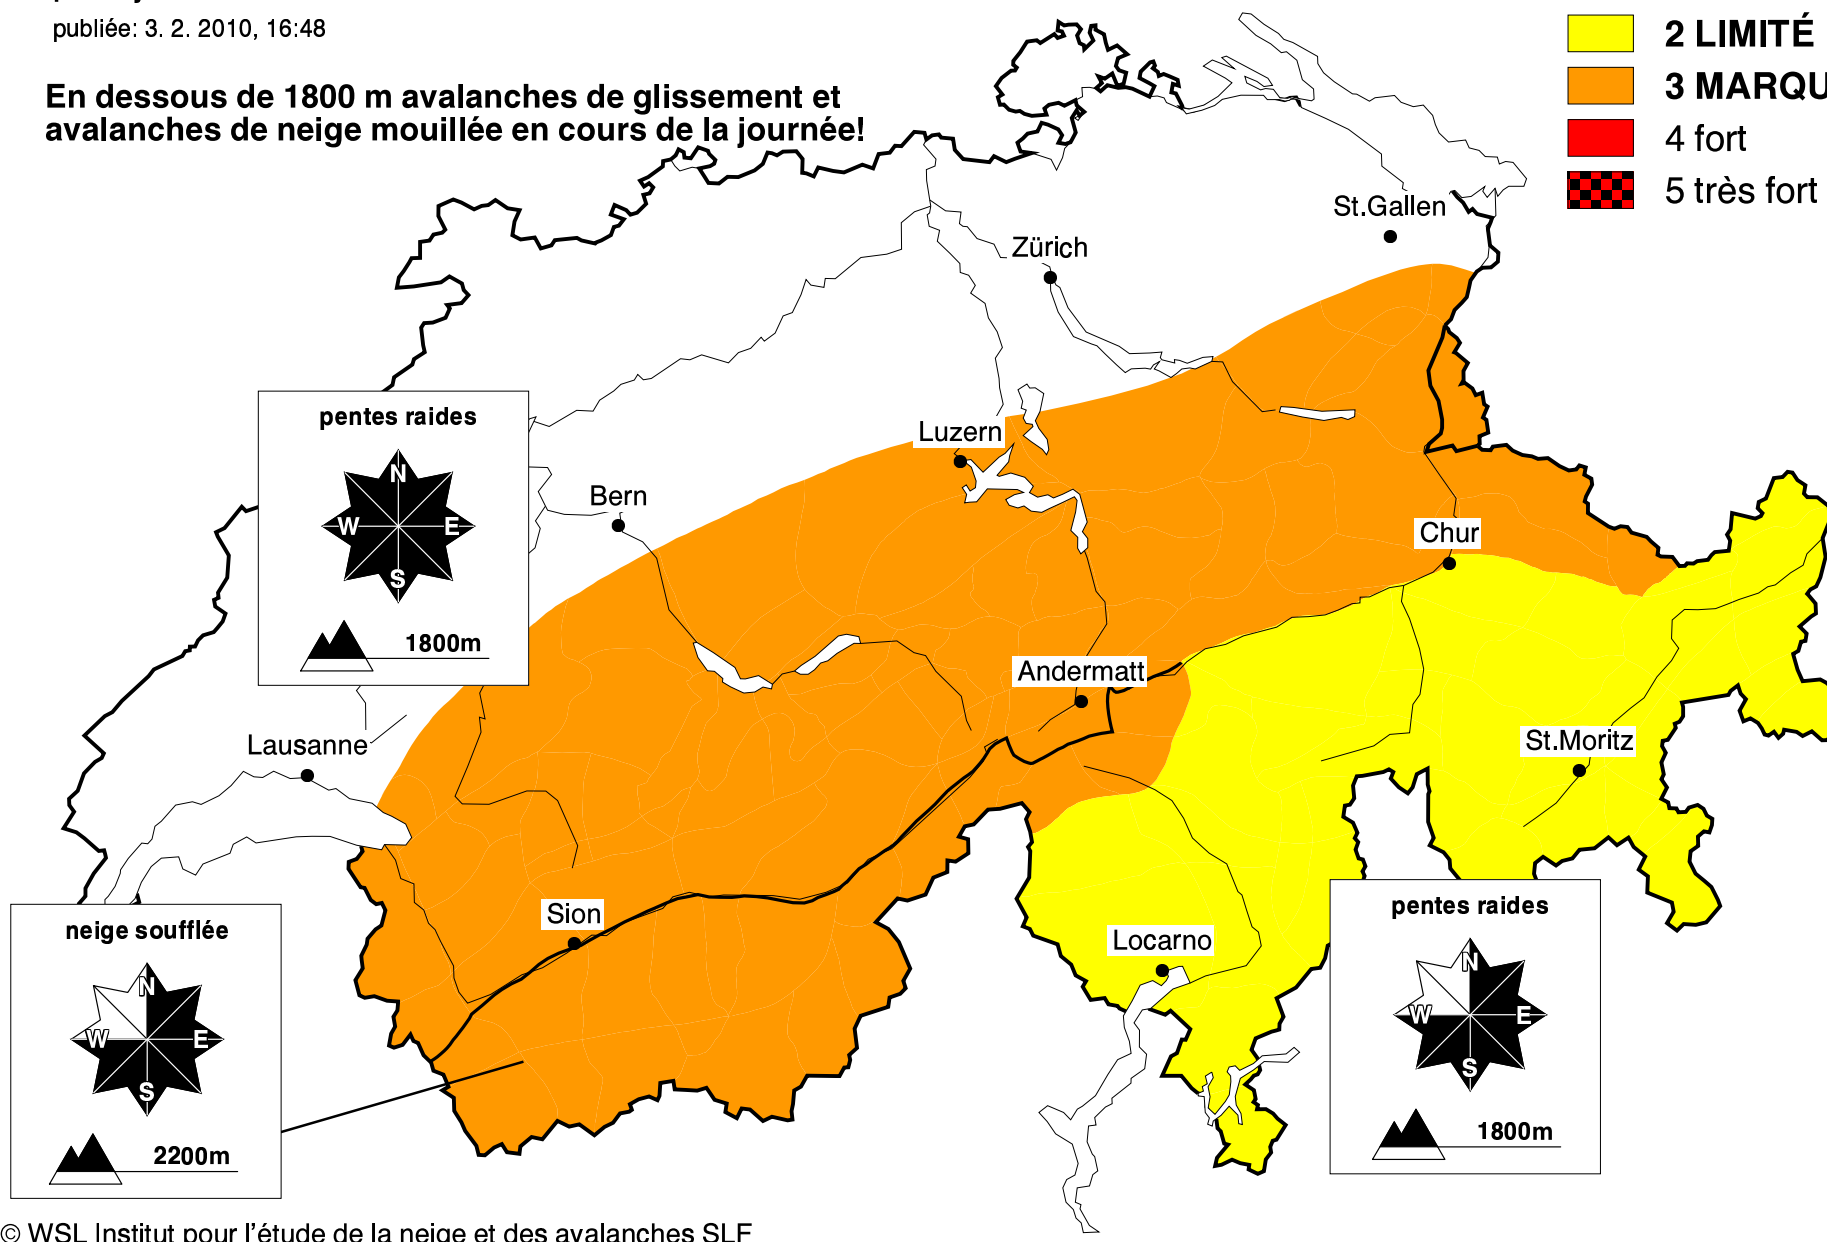 publiée: 3. 2. 2010, 16:48
En dessous de 1800 m avalanches de glissement et
avalanches de neige mouillée en cours de la journée!
2 LIMITÉ
3 MARQU
4 fort
5 très fort
St.Gallen
Zürich
Luzern
Bern
Chur
Andermatt
St.Moritz
Lausanne
Sion
Locarno
pentes raides
N
W E
S
1800m
neige soufflée
N
W E
S
2200m
pentes raides
N
W E
S
1800m
© WSL Institut pour l'étude de la neige et des avalanches SLF